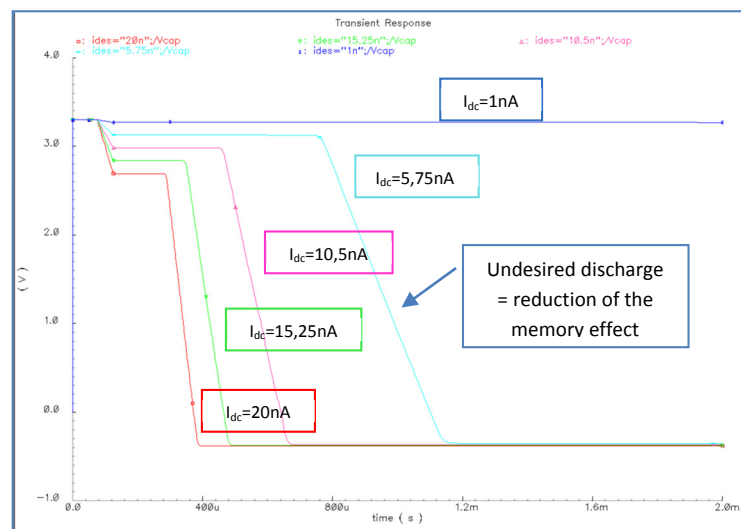 Transient Response
▫: ides="20n";/Vcap
▿: ides="15.25n";/Vcap
▵: ides="10.5n";/Vcap
: ides="5.75n";/Vcap
: ides="1n";/Vcap
4.0
3.0
2.0
1.0
0.0
-1.0
( V )
Idc=1nA
Idc=5,75nA
Idc=10,5nA
Idc=15,25nA
Idc=20nA
Undesired discharge
= reduction of the
memory effect
0.0
400u
800u
1.2m
1.6m
2.0m
time ( s )